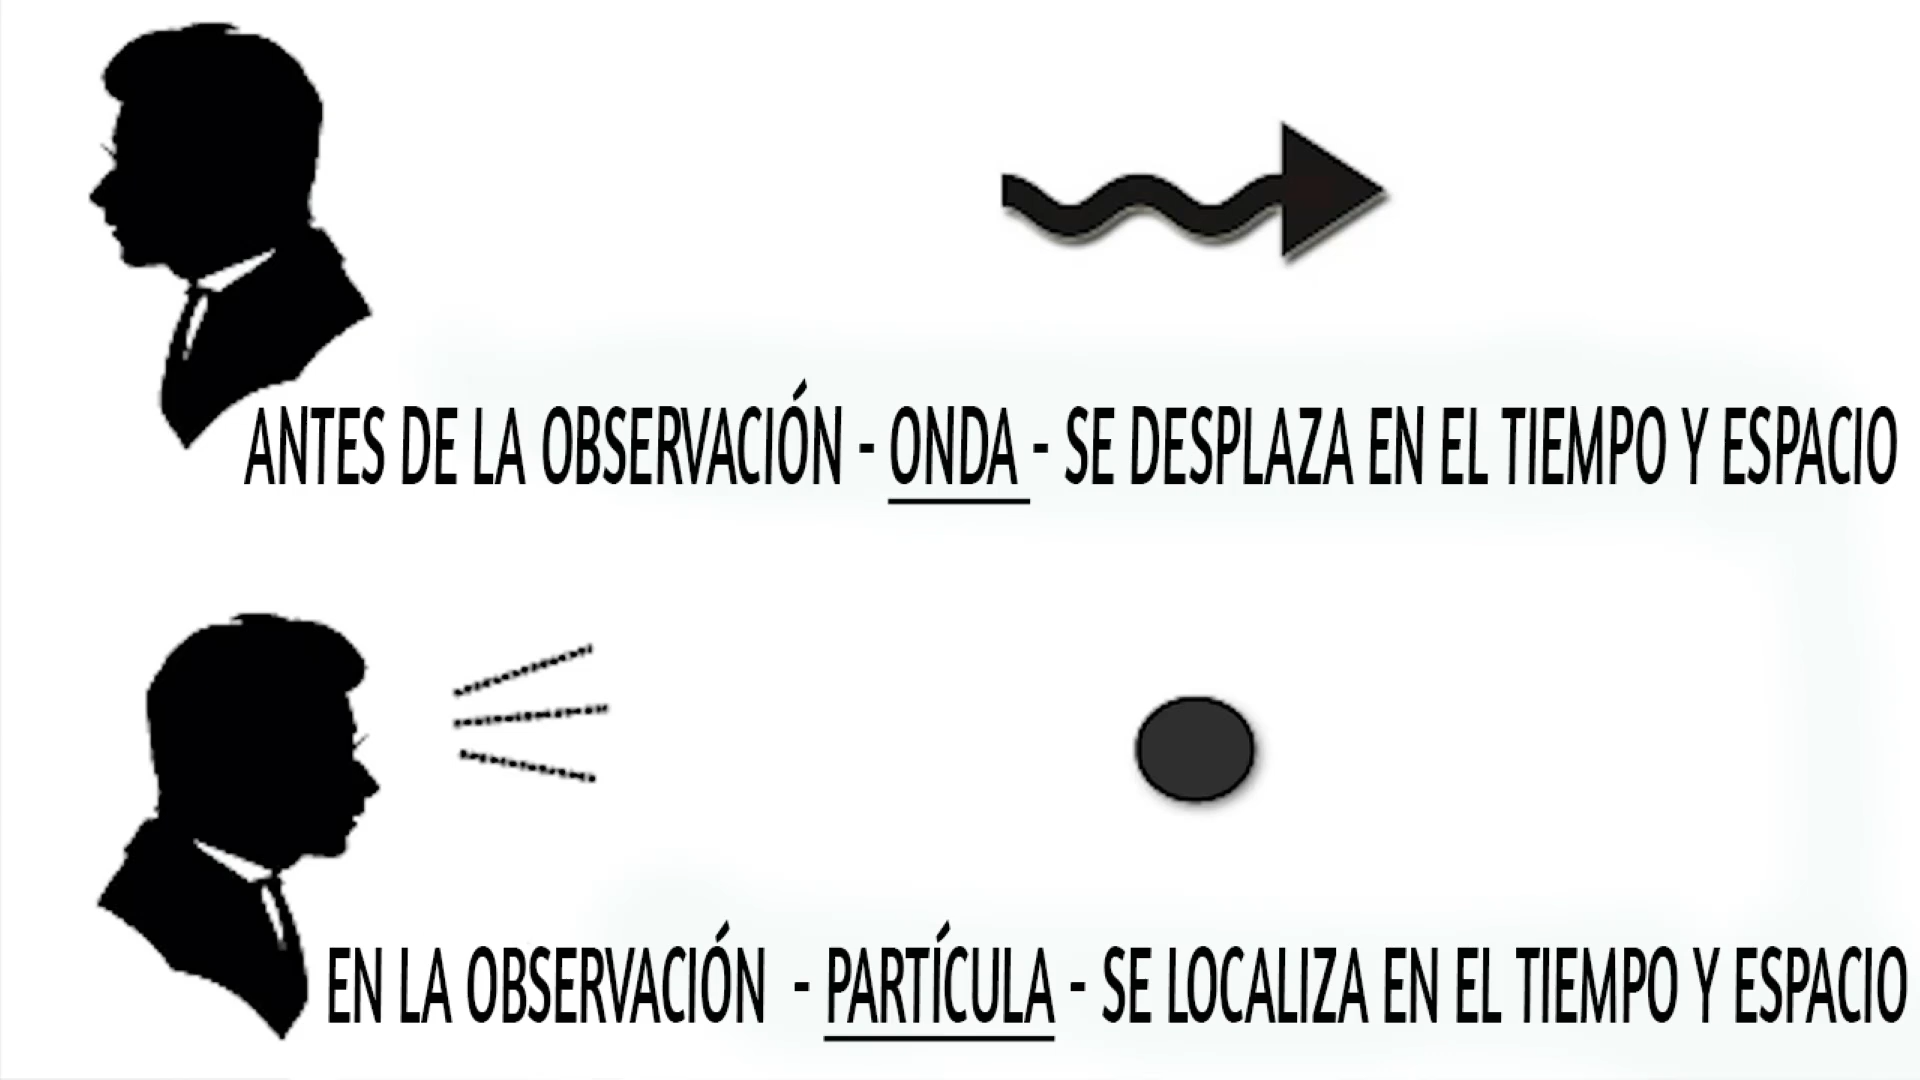 ANTES DE LA OBSERVACIÓN - ONDA - SE DESPLAZA EN EL TIEMPO Y ESPACIO
EN LA OBSERVACIÓN - PARTÍCULA - SE LOCALIZA EN EL TIEMPO Y ESPACIO